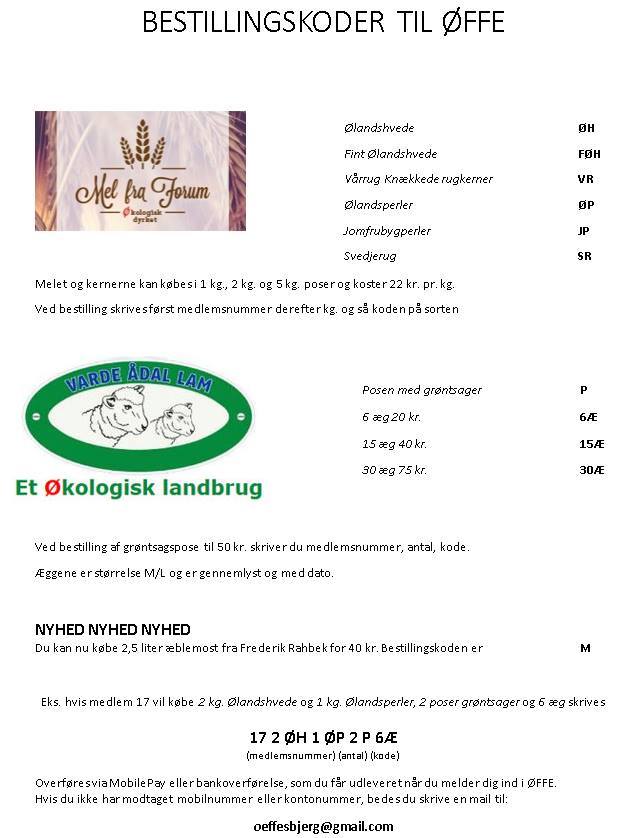 BESTILLINGSKODER TIL ØFFE
Mel fra Forum
Økologisk
dyrket
Ølandshvede ØH
Fint Ølandshvede FØH
Vårrug Knækkede rugkerner VR
Ølandsperler ØP
Jomfrubygperler JP
Svedjerug SR
Melet og kernerne kan købes i 1 kg., 2 kg. og 5 kg. poser og koster 22 kr. pr. kg.
Ved bestilling skrives først medlemsnummer derefter kg. og så koden på sorten
VARDE ÅDAL LAM
Et Økologisk landbrug
Posen med grøntsager P
6 æg 20 kr. 6Æ
15 æg 40 kr. 15Æ
30 æg 75 kr. 30Æ
Ved bestilling af grøntsagspose til 50 kr. skriver du medlemsnummer, antal, kode.
Æggene er størrelse M/L og er gennemlyst og med dato.
NYHED NYHED NYHED
Du kan nu købe 2,5 liter æblemost fra Frederik Rahbek for 40 kr. Bestillingskoden er M
Eks. hvis medlem 17 vil købe 2 kg. Ølandshvede og 1 kg. Ølandsperler, 2 poser grøntsager og 6 æg skrives
17 2 ØH 1 ØP 2 P 6Æ
(medlemsnummer) (antal) (kode)
Overføres via MobilePay eller bankoverførelse, som du får udleveret når du melder dig ind i ØFFE.
Hvis du ikke har modtaget mobilnummer eller kontonummer, bedes du skrive en mail til:
oeffesbjerg@gmail.com